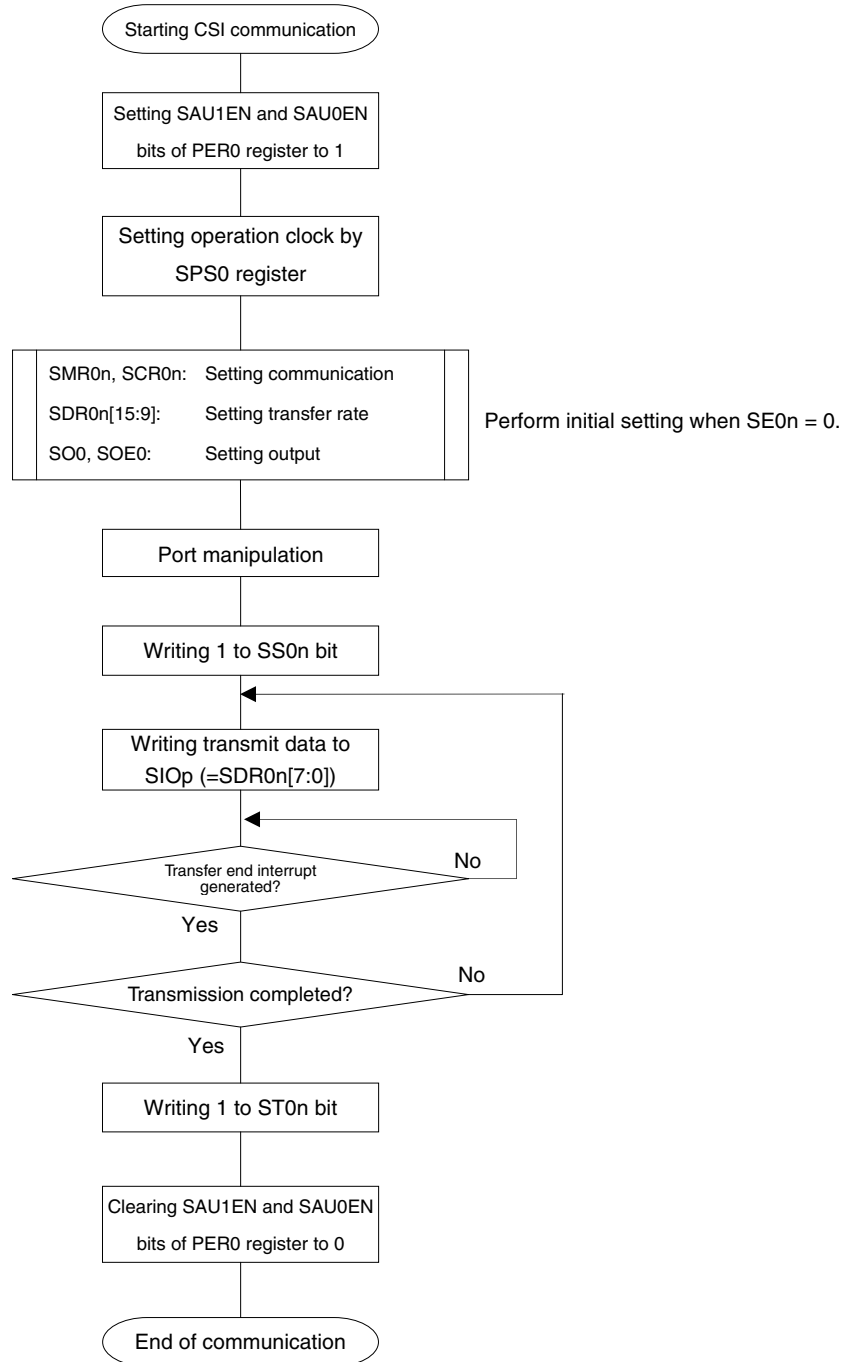 Starting CSI communication
Setting SAU1EN and SAU0EN
bits of PER0 register to 1
Setting operation clock by
SPS0 register
SMR0n, SCR0n: Setting communication
SDR0n[15:9]: Setting transfer rate
SO0, SOE0: Setting output
Perform initial setting when SE0n = 0.
Port manipulation
Writing 1 to SS0n bit
Writing transmit data to
SIOp (=SDR0n[7:0])
Transfer end interrupt
generated?
No
Yes
Transmission completed?
No
Yes
Writing 1 to ST0n bit
Clearing SAU1EN and SAU0EN
bits of PER0 register to 0
End of communication